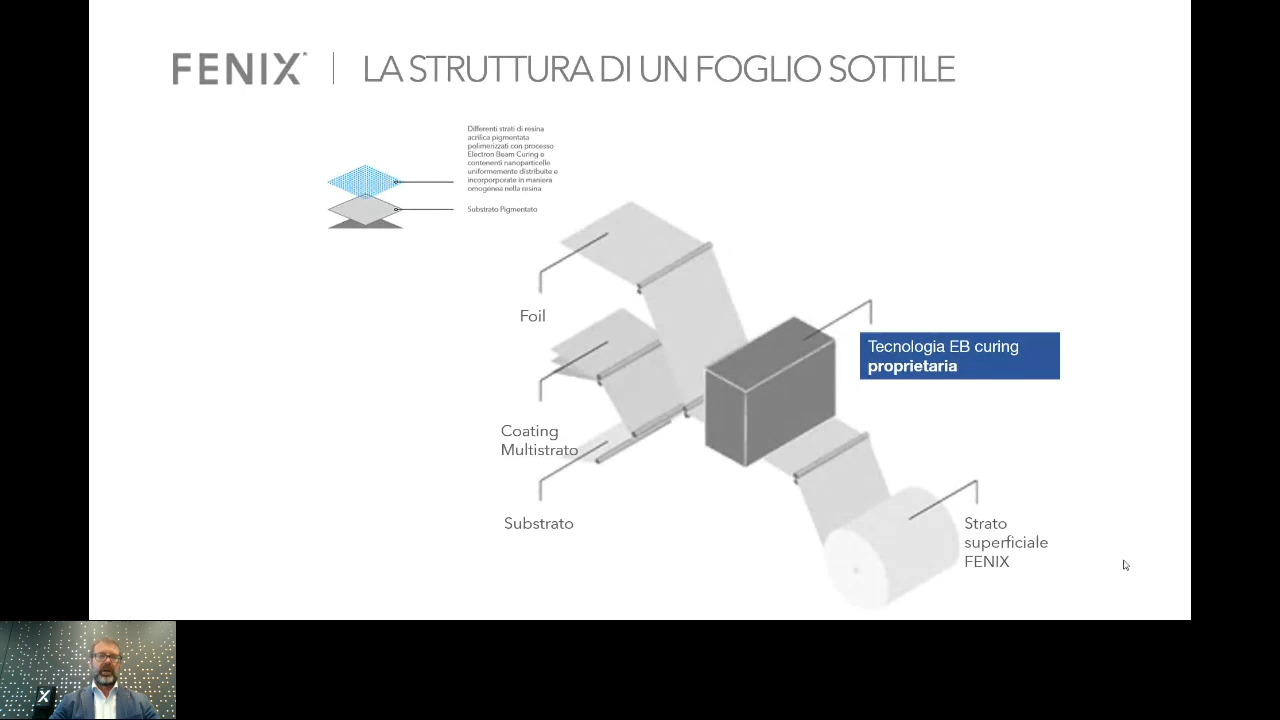 FENIX LA STRUTTURA DI UN FOGLIO SOTTILE
Differenti strati di resina
acrilica pigmentata
polimerizzati con processo
Electron Beam Curing e
contenenti nanoparticelle
uniformemente distribuite e
incorporporate in maniera
omogenea nella resina
Substrato Pigmentato
Foil
Tecnologia EB curing
proprietaria
Coating
Multistrato
Substrato
Strato
superficiale
FENIX
X